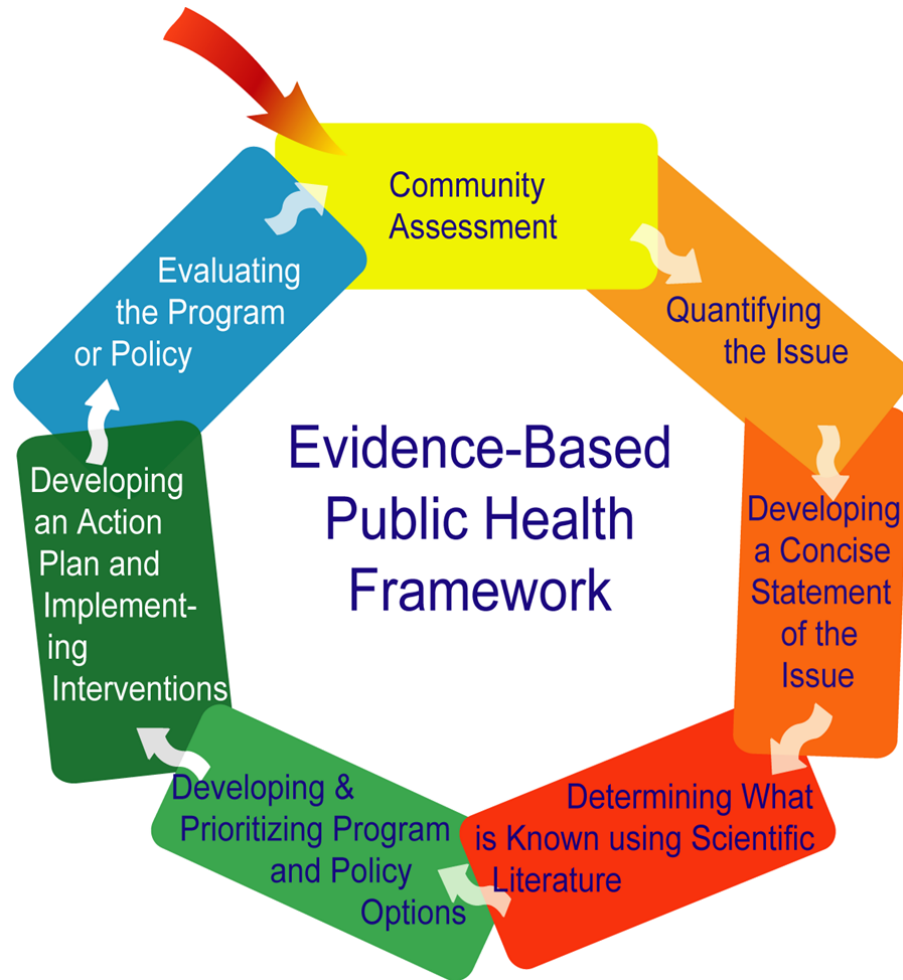 Community
Assessment
Quantifying
the Issue
Developing
a Concise
Statement
of the
Issue
Determining What
is Known using Scientific
Literature
Developing &
Prioritizing Program
and Policy
Options
Developing
an Action
Plan and
Implement-
ing
Interventions
Evaluating
the Program
or Policy
Evidence-Based
Public Health
Framework